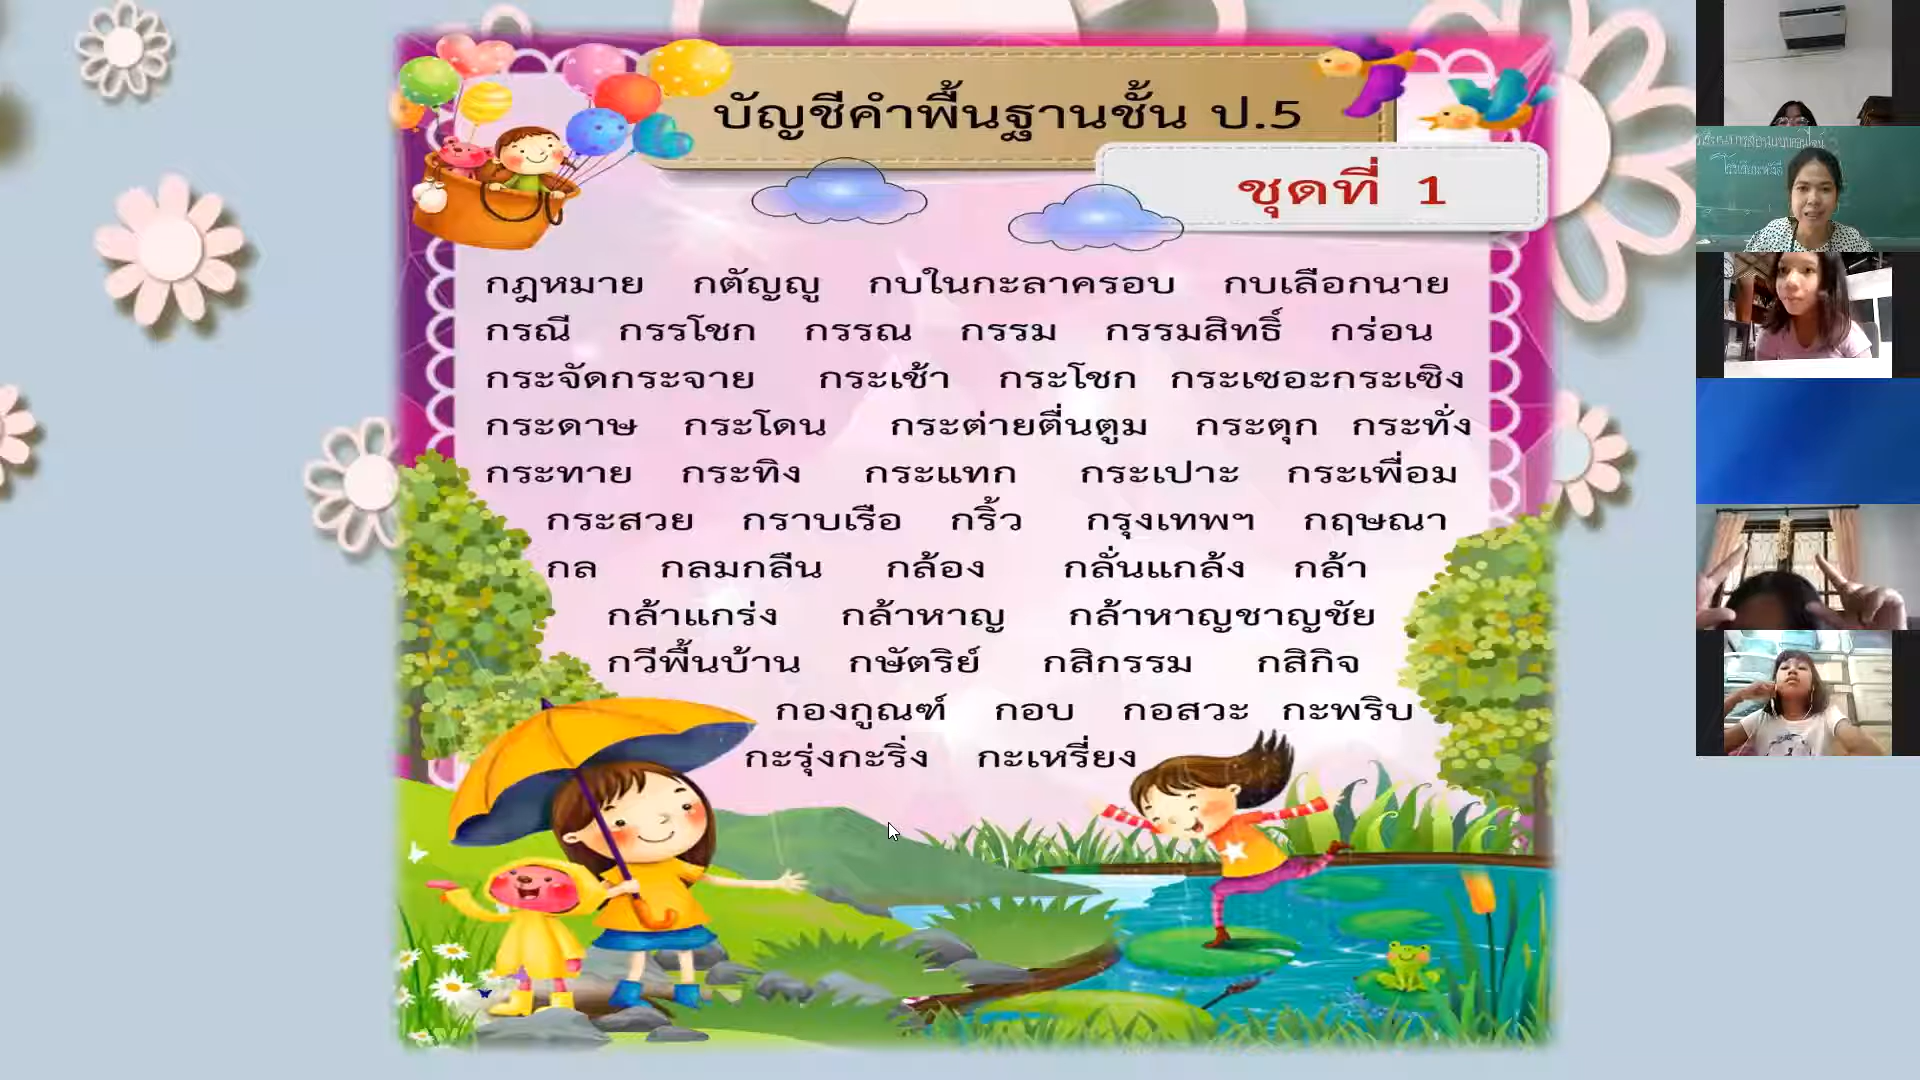 บัญชีคำพื้นฐานชั้น ป.5
ชุดที่ 1
กฎหมาย กตัญญู กบในกะลาครอบ กบเลือกนาย
กรณี กรรโชก กรรณ กรรม กรรมสิทธิ์ กร่อน
กระจัดกระจาย กระเช้า กระโชก กระเซอะกระเซิง
กระดาษ กระโดน กระต่ายตื่นตูม กระตุก กระทั่ง
กระทาย กระทิง กระแทก กระเปาะ กระเพื่อม
กระสวย กราบเรือ กริ้ว กรุงเทพฯ กฤษณา
กล กลมกลืน กล้อง กลั่นแกล้ง กล้า
กล้าแกร่ง กล้าหาญ กล้าหาญชาญชัย
กวีพื้นบ้าน กษัตริย์ กสิกรรม กสิกิจ
กองกูณฑ์ กอบ กอสวะ กะพริบ
กะรุ่งกะริ่ง กะเหรี่ยง